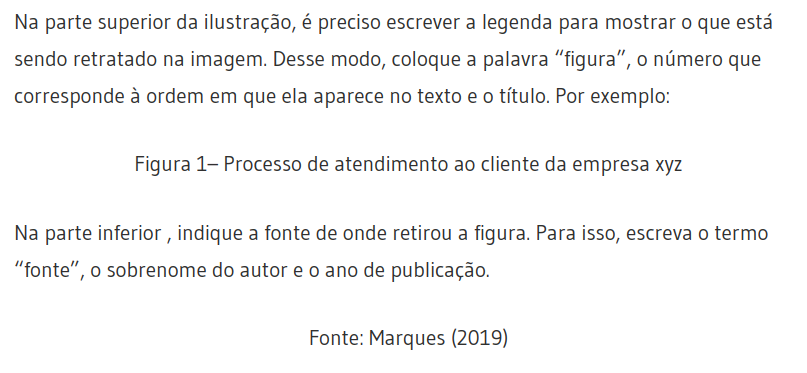 Na parte superior da ilustração, é preciso escrever a legenda para mostrar o que está
sendo retratado na imagem. Desse modo, coloque a palavra “figura”, o número que
corresponde à ordem em que ela aparece no texto e o título. Por exemplo:
Figura 1– Processo de atendimento ao cliente da empresa xyz
Na parte inferior , indique a fonte de onde retirou a figura. Para isso, escreva o termo
“fonte”, o sobrenome do autor e o ano de publicação.
Fonte: Marques (2019)